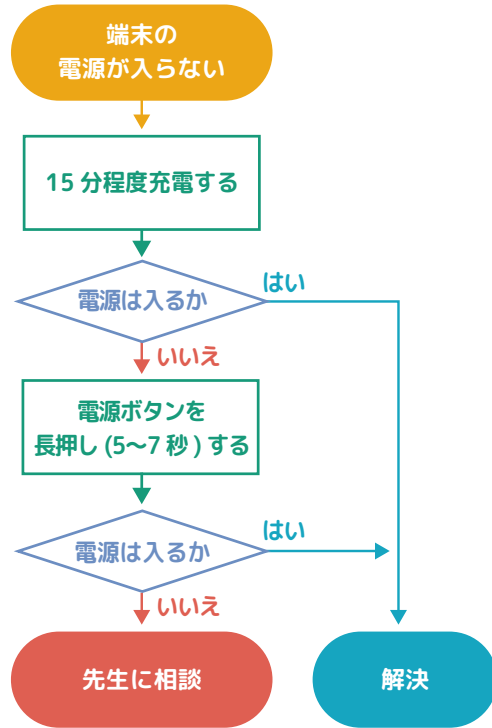 端末の
電源が入らない
15分程度充電する
電源は入るか
はい
いいえ
電源ボタンを
長押し(5〜7秒)する
電源は入るか
はい
いいえ
先生に相談
解決